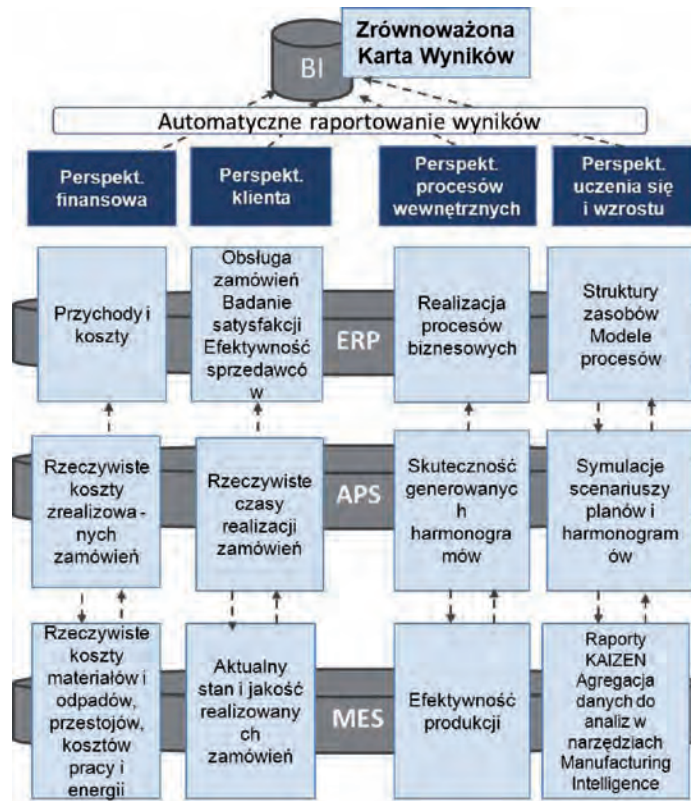 Zrównoważona
Karta Wyników
BI
Automatyczne raportowanie wyników
Perspekt.
finansowa
Perspekt.
klienta
Perspekt.
procesów
wewnętrznych
Perspekt.
uczenia się
i wzrostu
Przychody i
koszty
Obsługa
zamówień
Badanie
satysfakcji
Efektywność
sprzedawcó
w
ERP
Realizacja
procesów
biznesowych
Struktury
zasobów
Modele
procesów
Rzeczywiste
koszty
zrealizowa -
nych
zamówień
Rzeczywiste
czasy
realizacji
zamówień
APS
Skuteczność
generowanyc
h
harmonogra
mów
Symulacje
scenariuszy
planów i
harmonogram
ów
Rzeczywiste
koszty
materiałów i
odpadów,
przestojów,
kosztów
pracy i
energii
Aktualny
stan i jakość
realizowany
ch
zamówień
MES
Efektywność
produkcji
Raporty
KAIZEN
Agregacja
danych do
analiz w
narzędziach
Manufacturing
Intelligence